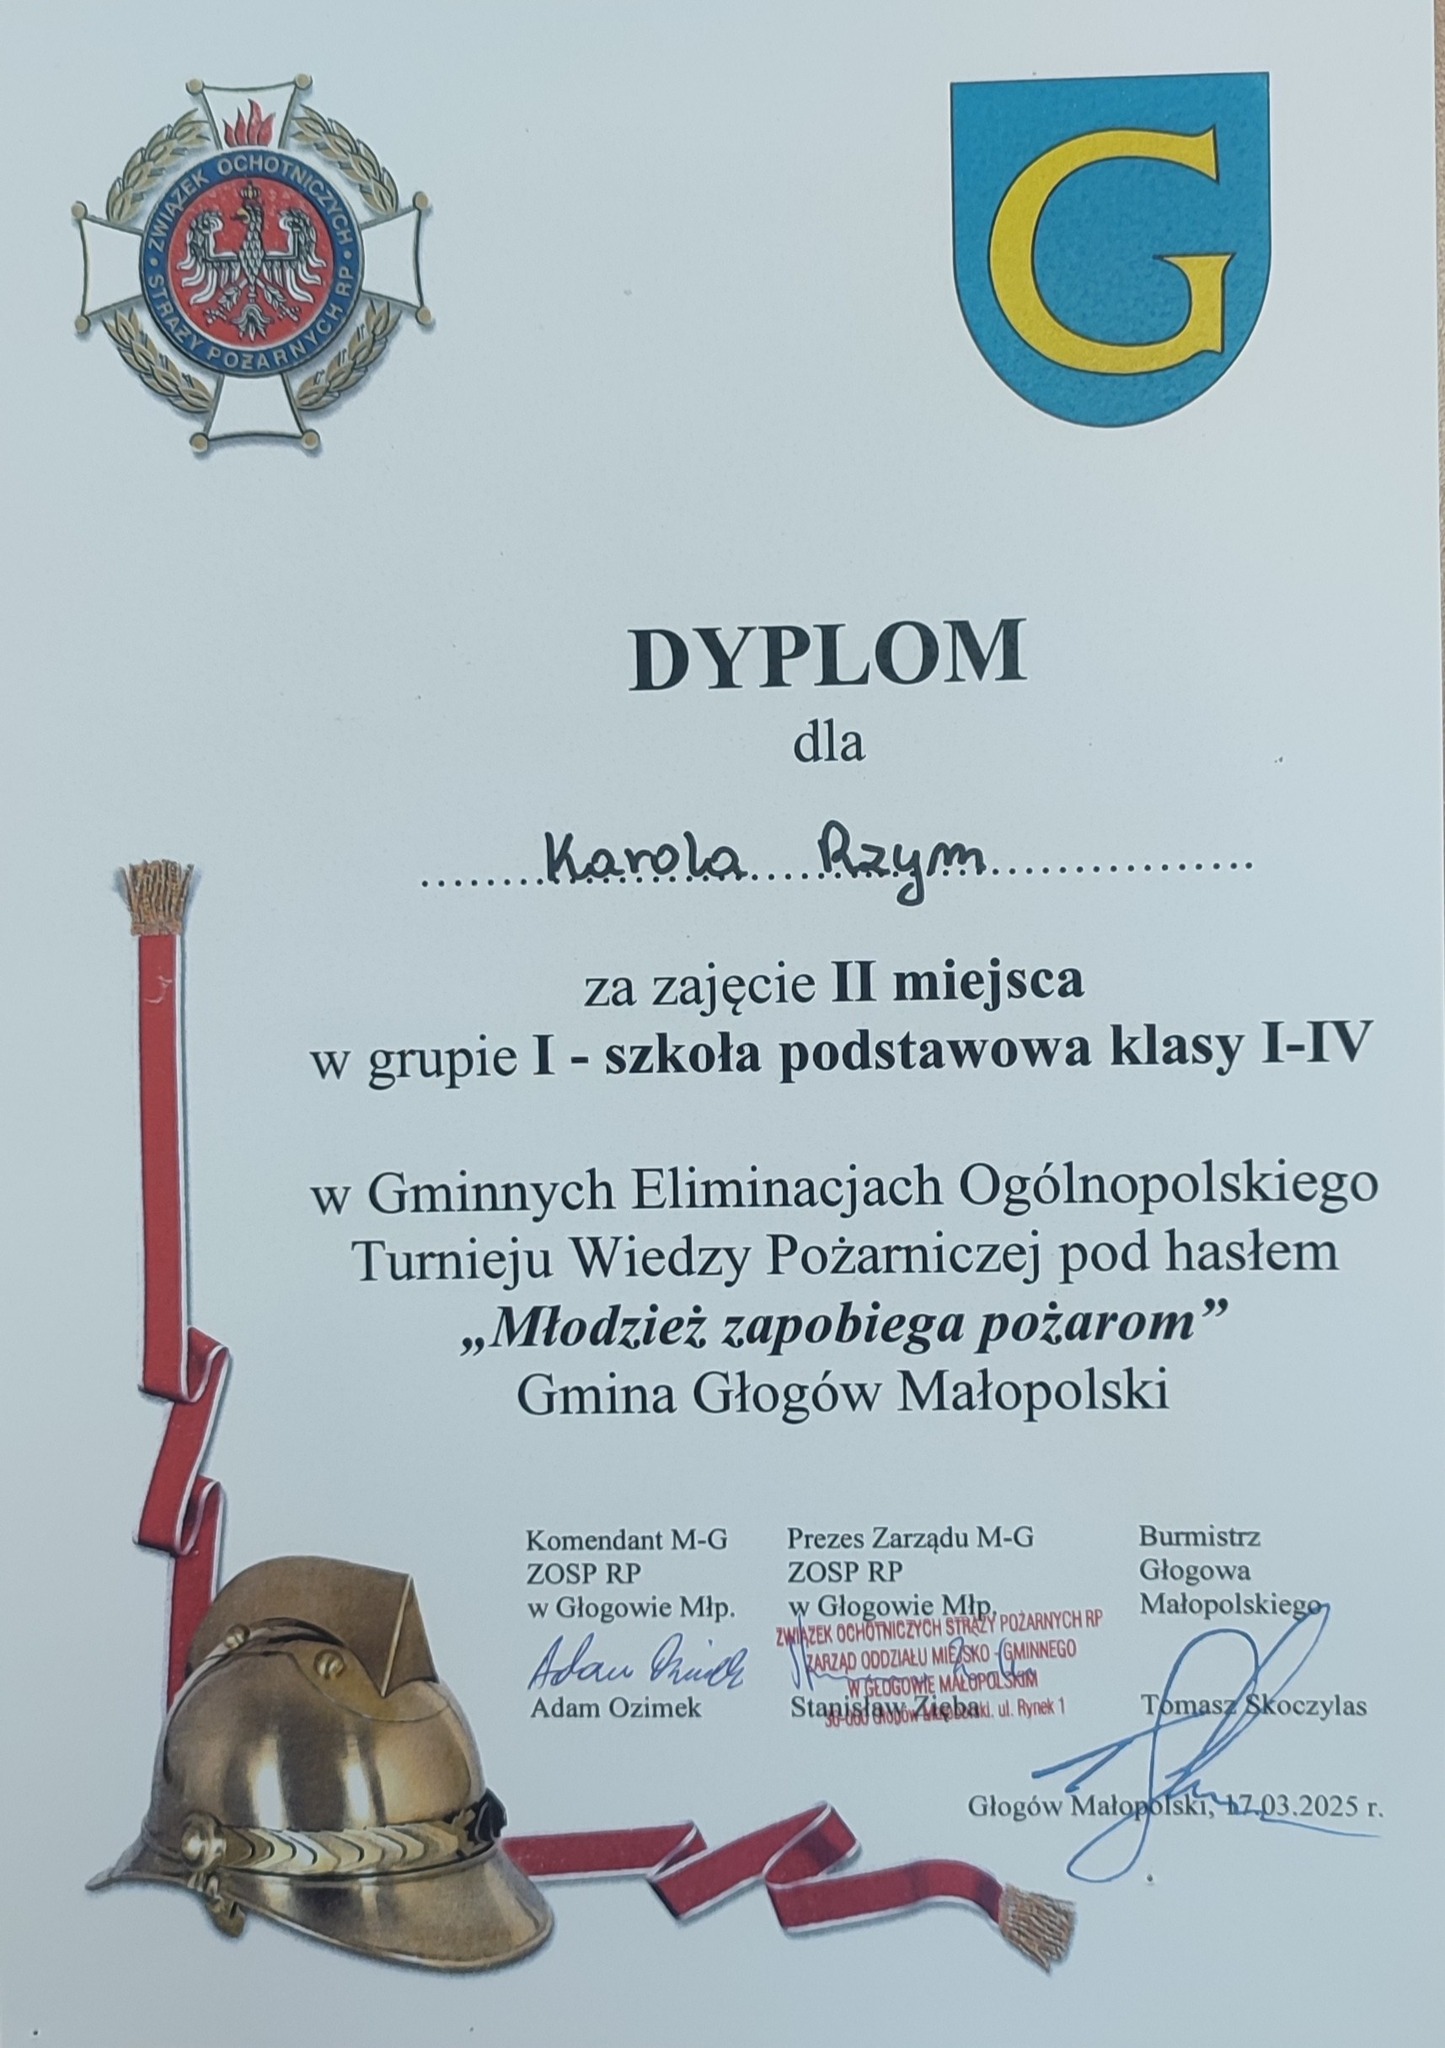 ZWIĄZEK OCHOTNICZYCH
STRAŻY POŻARNYCH RP
G
DYPLOM
dla
Karola Rzym
za zajęcie II miejsca
w grupie I - szkoła podstawowa klasy I-IV
w Gminnych Eliminacjach Ogólnopolskiego
Turnieju Wiedzy Pożarniczej pod hasłem
„Młodzież zapobiega pożarom”
Gmina Głogów Małopolski
Komendant M-G
ZOSP RP
w Głogowie Młp.
Adam Ozimek
Adam Ozimek
Prezes Zarządu M-G
ZOSP RP
w Głogowie Młp.
ZWIĄZEK OCHOTNICZYCH STRAŻY POŻARNYCH RP
ZARZĄD ODDZIAŁU MIEJSKO - GMINNEGO
W GŁOGOWIE MAŁOPOLSKIM
Stanisław Zięba
ul. Rynek 1
Burmistrz
Głogowa
Małopolskiego
Tomasz Skoczylas
Głogów Małopolski, 17.03.2025 r.